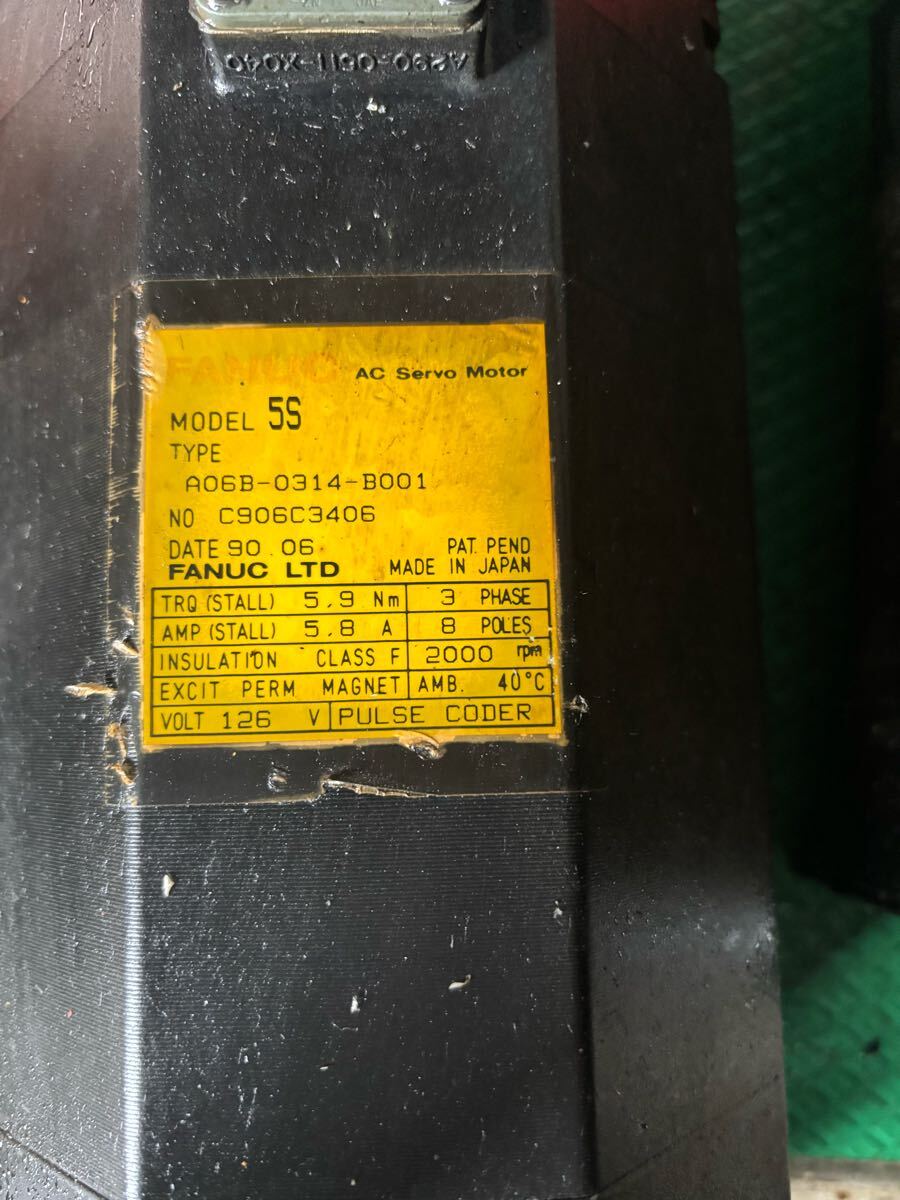 A290-0511-X040
FANUC AC Servo Motor
MODEL 5S
TYPE
A06B-0314-B001
NO C906C3406
DATE 90.06 PAT. PEND
FANUC LTD MADE IN JAPAN
TRQ (STALL) 5.9 Nm 3 PHASE
AMP (STALL) 5.8 A 8 POLES
INSULATION CLASS F 2000 rpm
EXCIT PERM MAGNET AMB. 40°C
VOLT 126 V PULSE CODER